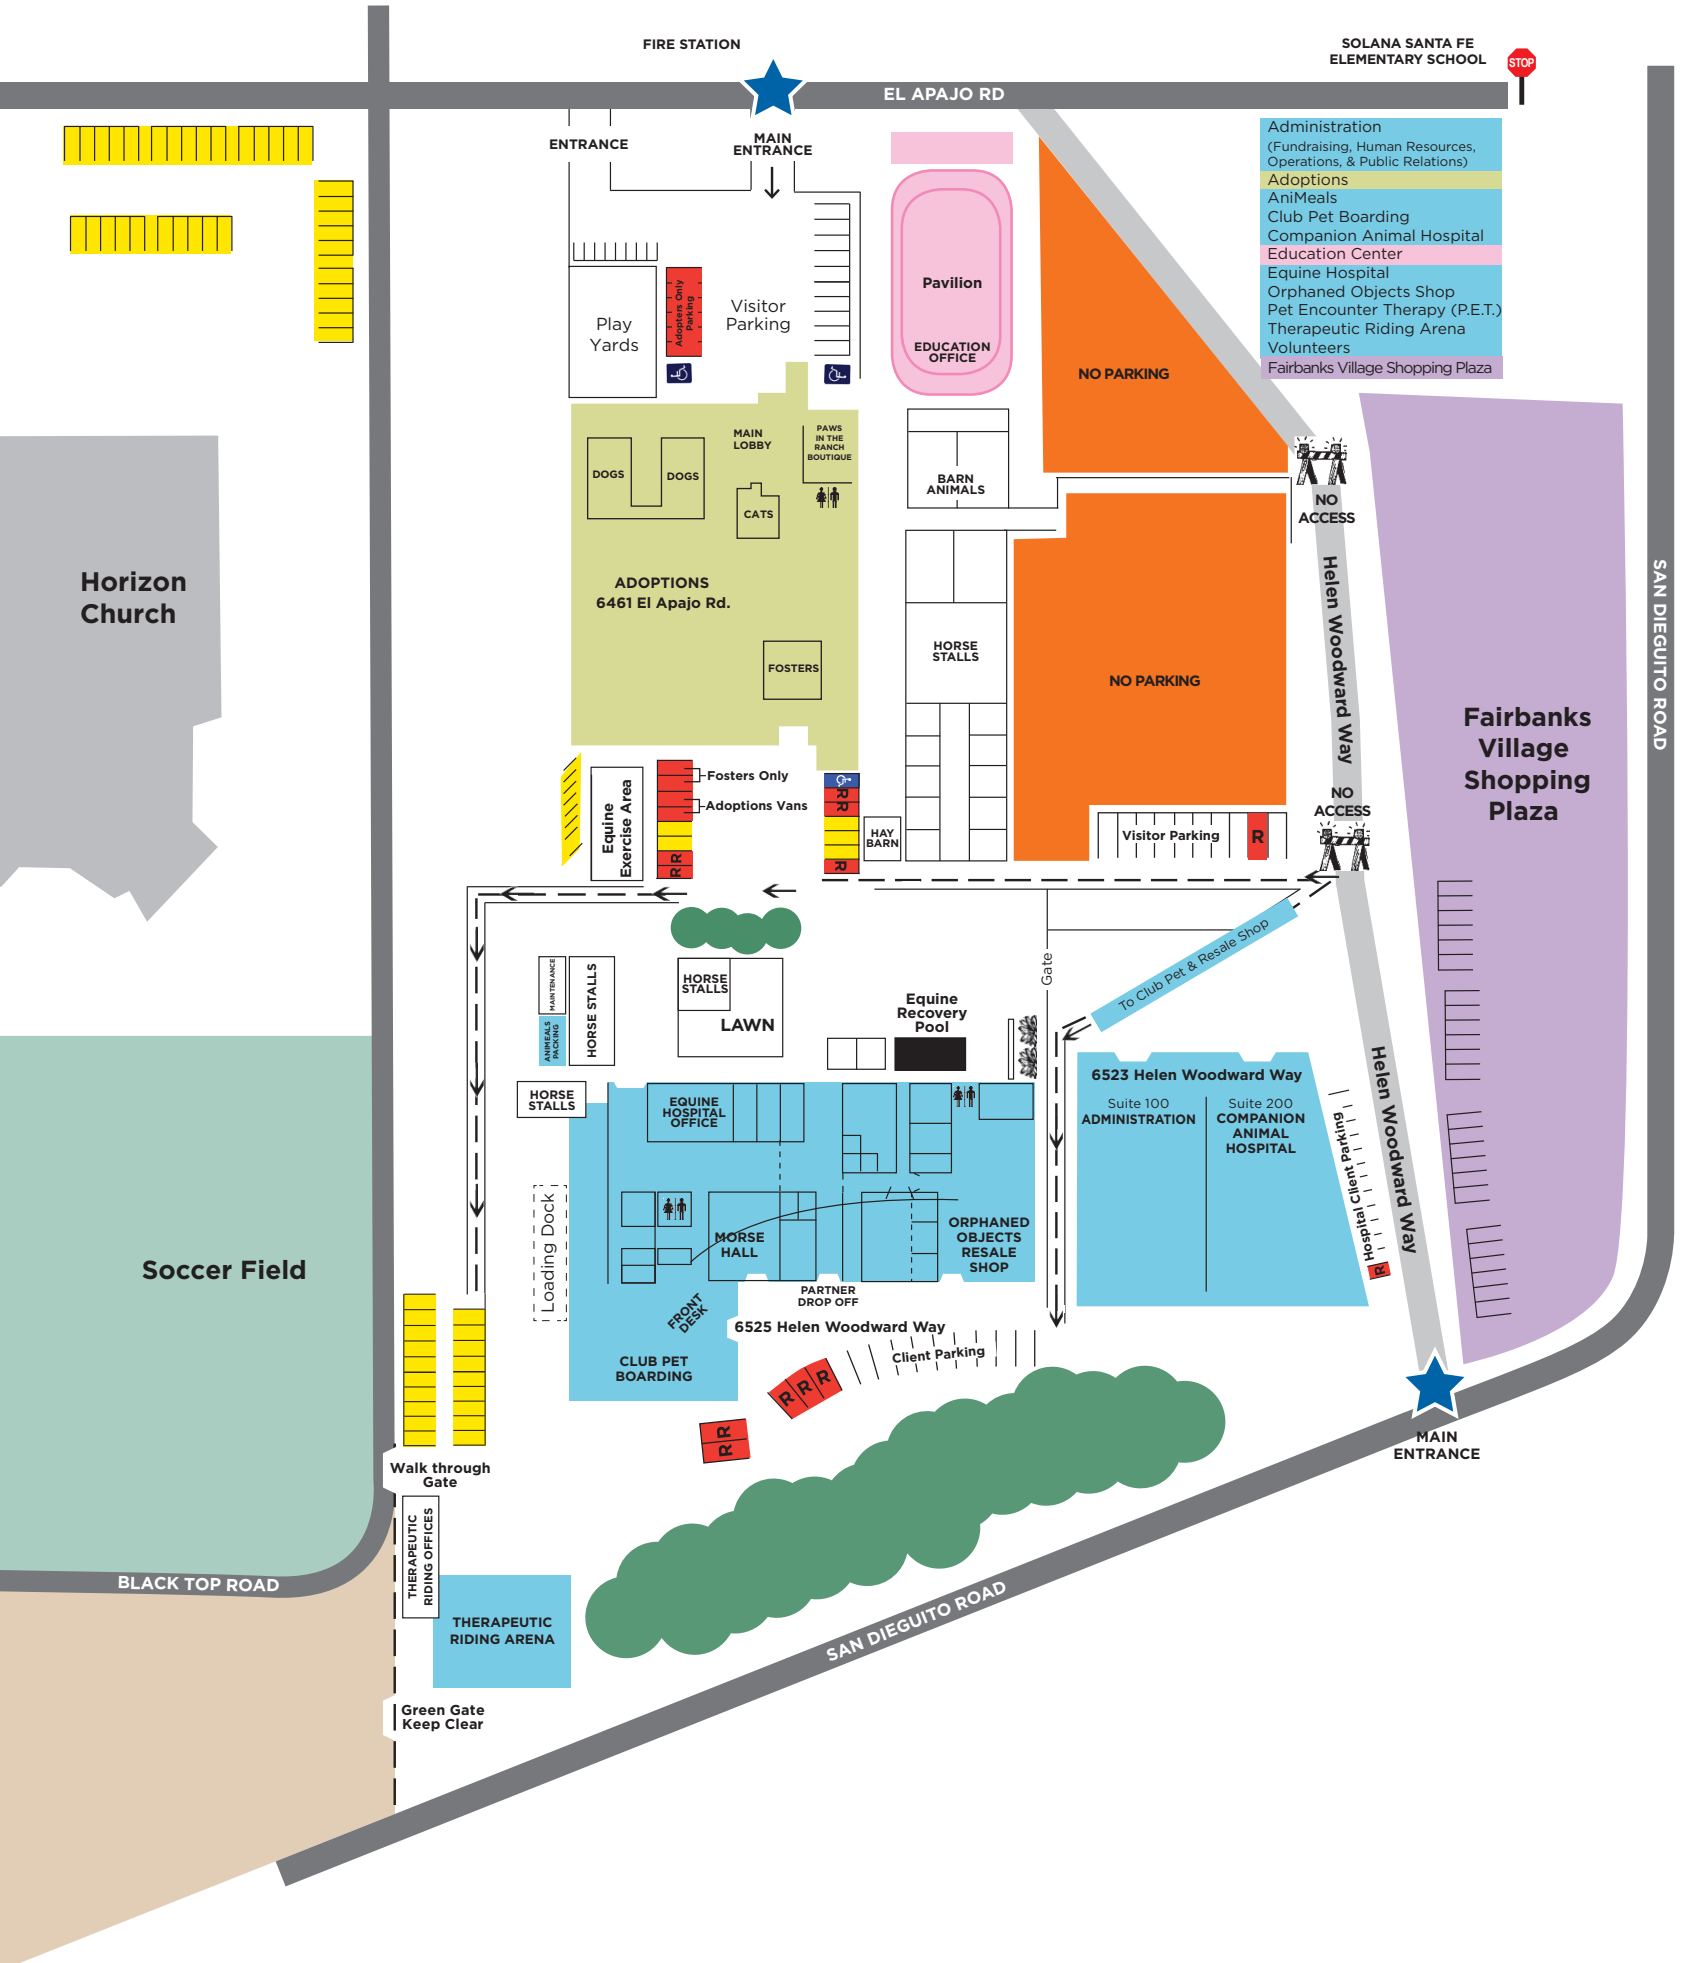 FIRE STATION
SOLANA SANTA FE
ELEMENTARY SCHOOL
STOP
EL APAJO RD
ENTRANCE
MAIN
ENTRANCE
Administration
(Fundraising, Human Resources,
Operations, & Public Relations)
Adoptions
AniMeals
Club Pet Boarding
Companion Animal Hospital
Education Center
Equine Hospital
Orphaned Objects Shop
Pet Encounter Therapy (P.E.T.)
Therapeutic Riding Arena
Volunteers
Fairbanks Village Shopping Plaza
Play
Yards
Adopters Only
Parking
Visitor
Parking
Pavilion
EDUCATION
OFFICE
NO PARKING
MAIN
LOBBY
PAWS
IN THE
RANCH
BOUTIQUE
DOGS
DOGS
CATS
BARN
ANIMALS
NO
ACCESS
Horizon
Church
ADOPTIONS
6461 El Apajo Rd.
HORSE
STALLS
FOSTERS
NO PARKING
Helen Woodward Way
SAN DIEGUITO ROAD
Fairbanks
Village
Shopping
Plaza
Equine
Exercise Area
Fosters Only
Adoptions Vans
R
R
R
R
R
HAY
BARN
Visitor Parking
R
NO
ACCESS
To Club Pet & Resale Shop
Gate
MAINTENANCE
ANIMEALS
PACKING
HORSE STALLS
HORSE
STALLS
LAWN
Equine
Recovery
Pool
HORSE
STALLS
EQUINE
HOSPITAL
OFFICE
6523 Helen Woodward Way
Suite 100
ADMINISTRATION
Suite 200
COMPANION
ANIMAL
HOSPITAL
Hospital Client Parking
R
Helen Woodward Way
Loading Dock
MORSE
HALL
ORPHANED
OBJECTS
RESALE
SHOP
Soccer Field
PARTNER
DROP OFF
FRONT
DESK
6525 Helen Woodward Way
Client Parking
CLUB PET
BOARDING
R
R
R
R
R
MAIN
ENTRANCE
Walk through
Gate
THERAPEUTIC
RIDING OFFICES
BLACK TOP ROAD
THERAPEUTIC
RIDING ARENA
SAN DIEGUITO ROAD
Green Gate
Keep Clear